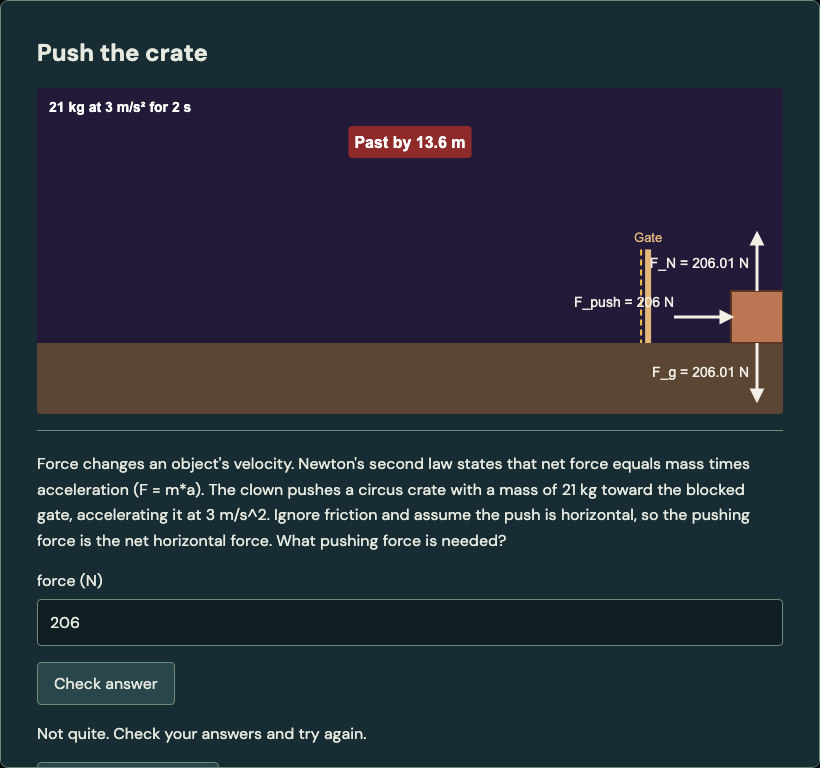 Push the crate
21 kg at 3 m/s² for 2 s
Past by 13.6 m
Gate
F_N = 206.01 N
F_push = 206 N
F_g = 206.01 N
Force changes an object's velocity. Newton's second law states that net force equals mass times
acceleration (F = m*a). The clown pushes a circus crate with a mass of 21 kg toward the blocked
gate, accelerating it at 3 m/s^2. Ignore friction and assume the push is horizontal, so the pushing
force is the net horizontal force. What pushing force is needed?
force (N)
206
Check answer
Not quite. Check your answers and try again.